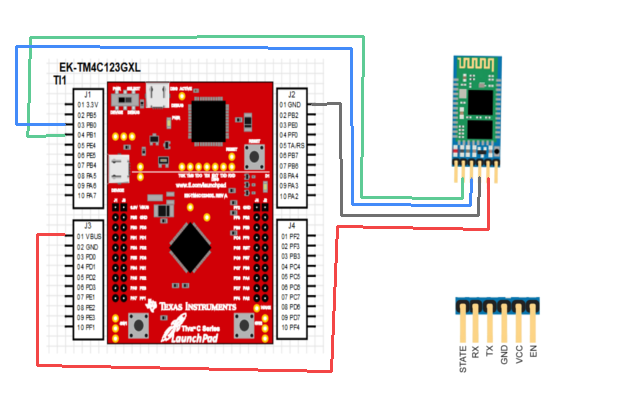 EK-TM4C123GXL
TI1
J1
01 3.3V
02 PB5
03 PB0
04 PB1
05 PE4
06 PE5
07 PB4
08 PA5
09 PA6
10 PA7
J2
01 GND
02 PB2
03 PE0
04 PF0
05 TA/RS
06 PB7
07 PB6
08 PA4
09 PA3
10 PA2
J3
01 VBUS
02 GND
03 PD0
04 PD1
05 PD2
06 PD3
07 PE1
08 PE2
09 PE3
10 PF1
J4
01 PF2
02 PF3
03 PB3
04 PC4
05 PC5
06 PC6
07 PC7
08 PD6
09 PD7
10 PF4
www.ti.com/launchpad
TEXAS INSTRUMENTS
Tiva C Series
LaunchPad
STATE
RX
TX
GND
VCC
EN